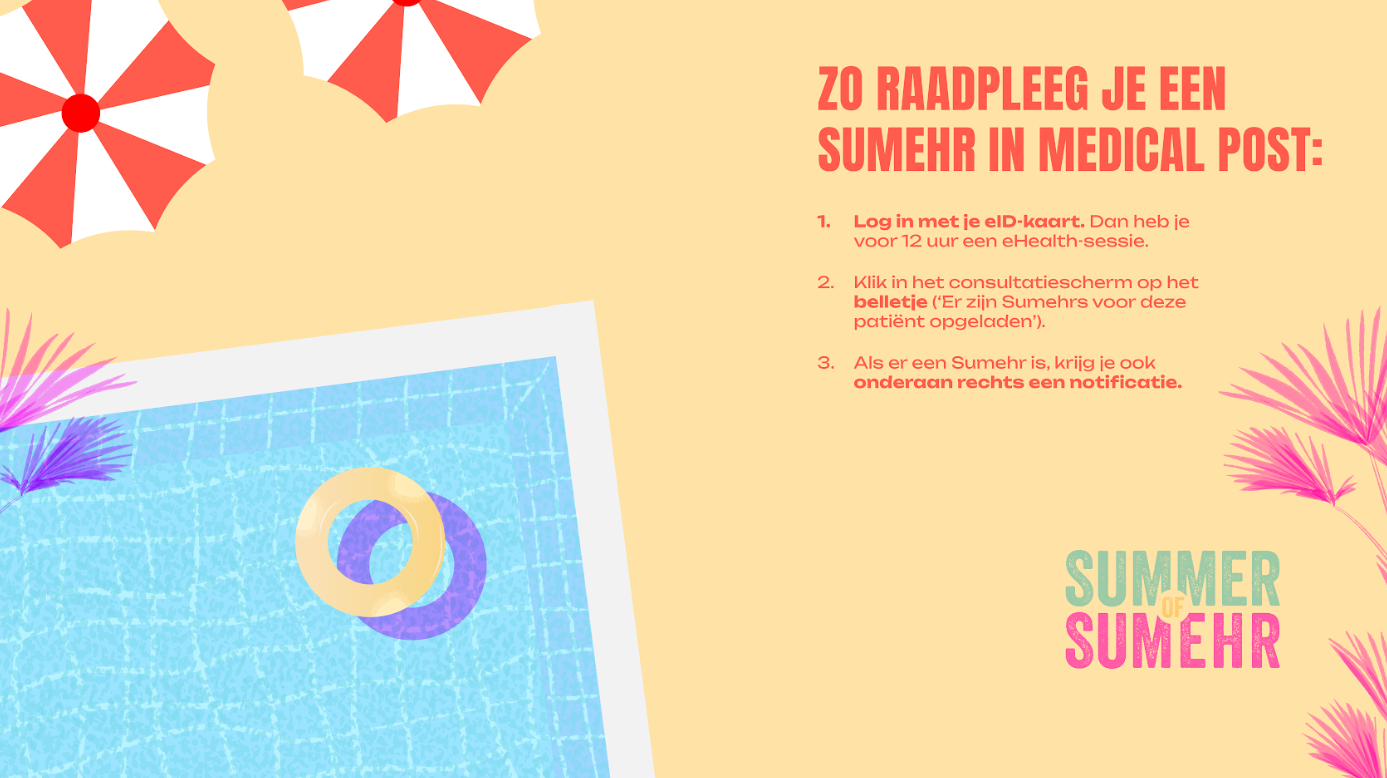 ZO RAADPLEEG JE EEN
SUMEHR IN MEDICAL POST:
1. Log in met je eID-kaart. Dan heb je
voor 12 uur een eHealth-sessie.
2. Klik in het consultatiescherm op het
belletje (‘Er zijn Sumehrs voor deze
patiënt opgeladen’).
3. Als er een Sumehr is, krijg je ook
onderaan rechts een notificatie.
SUMMER
OF
SUMEHR